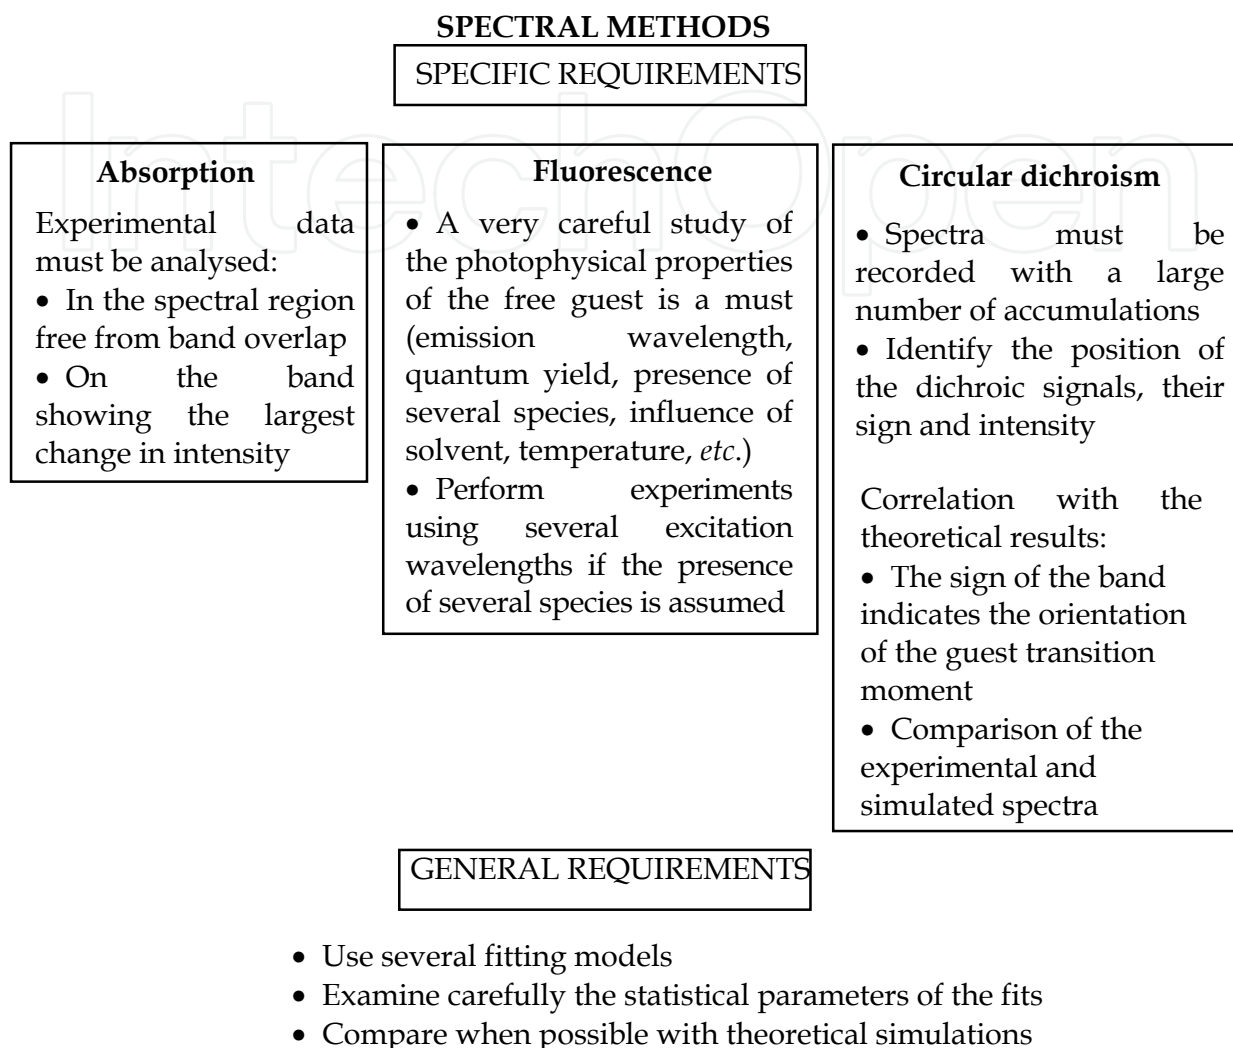 SPECTRAL METHODS
SPECIFIC REQUIREMENTS
IntechOpen
Absorption
Experimental data
must be analysed:
• In the spectral region
free from band overlap
• On the band
showing the largest
change in intensity
Fluorescence
• A very careful study of
the photophysical properties
of the free guest is a must
(emission wavelength,
quantum yield, presence of
several species, influence of
solvent, temperature, etc.)
• Perform experiments
using several excitation
wavelengths if the presence
of several species is assumed
Circular dichroism
• Spectra must be
recorded with a large
number of accumulations
• Identify the position of
the dichroic signals, their
sign and intensity
Correlation with the
theoretical results:
• The sign of the band
indicates the orientation
of the guest transition
moment
• Comparison of the
experimental and
simulated spectra
GENERAL REQUIREMENTS
• Use several fitting models
• Examine carefully the statistical parameters of the fits
• Compare when possible with theoretical simulations